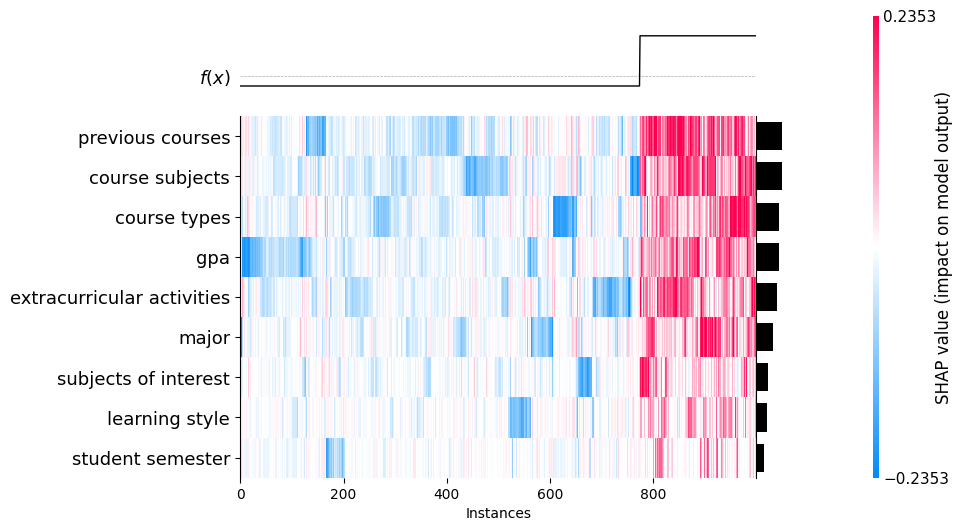 0.2353
f(x)
previous courses
course subjects
course types
gpa
extracurricular activities
major
subjects of interest
learning style
student semester
0 200 400 600 800
Instances
SHAP value (impact on model output)
−0.2353